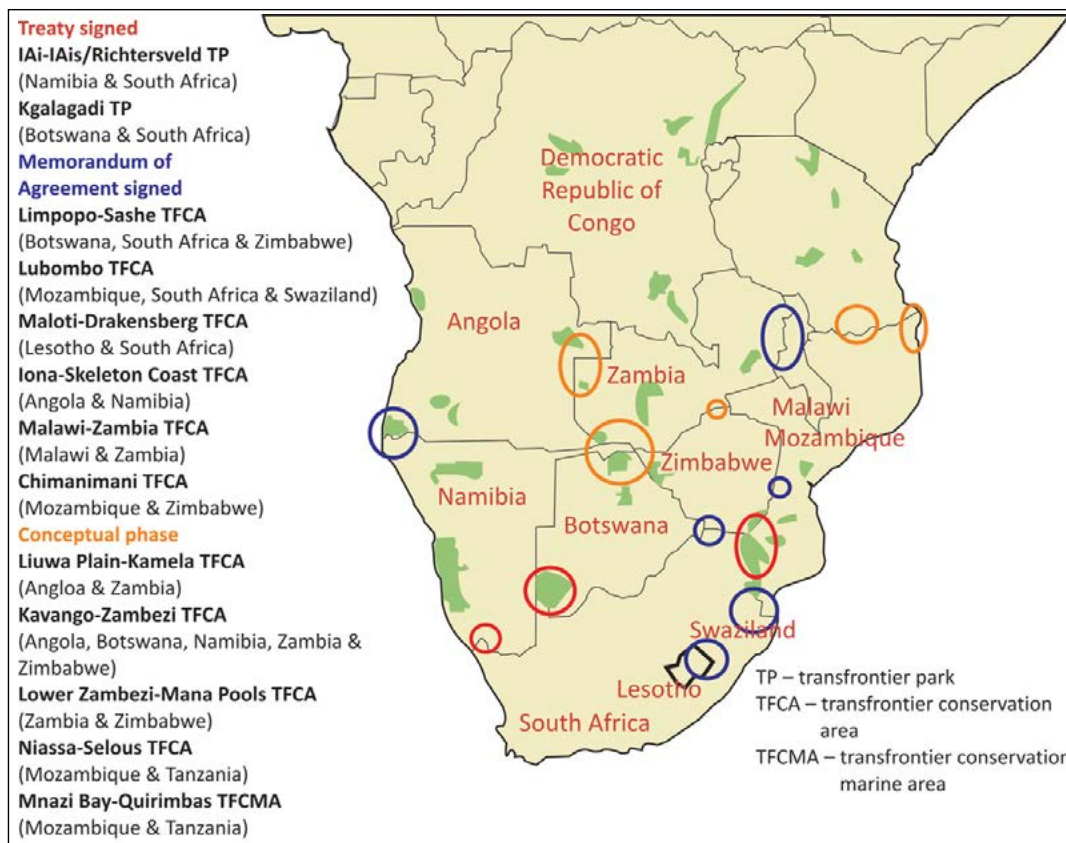 Treaty signed
IAi-IAis/Richtersveld TP
(Namibia & South Africa)
Kgalagadi TP
(Botswana & South Africa)
Memorandum of
Agreement signed
Limpopo-Sashe TFCA
(Botswana, South Africa & Zimbabwe)
Lubombo TFCA
(Mozambique, South Africa & Swaziland)
Maloti-Drakensberg TFCA
(Lesotho & South Africa)
Iona-Skeleton Coast TFCA
(Angola & Namibia)
Malawi-Zambia TFCA
(Malawi & Zambia)
Chimanimani TFCA
(Mozambique & Zimbabwe)
Conceptual phase
Liuwa Plain-Kamela TFCA
(Angloa & Zambia)
Kavango-Zambezi TFCA
(Angola, Botswana, Namibia, Zambia &
Zimbabwe)
Lower Zambezi-Mana Pools TFCA
(Zambia & Zimbabwe)
Niassa-Selous TFCA
(Mozambique & Tanzania)
Mnazi Bay-Quirimbas TFCMA
(Mozambique & Tanzania)
Democratic
Republic of
Congo
Angola
Zambia
Malawi
Mozambique
Zimbabwe
Namibia
Botswana
Swaziland
Lesotho
South Africa
TP – transfrontier park
TFCA – transfrontier conservation
area
TFCMA – transfrontier conservation
marine area